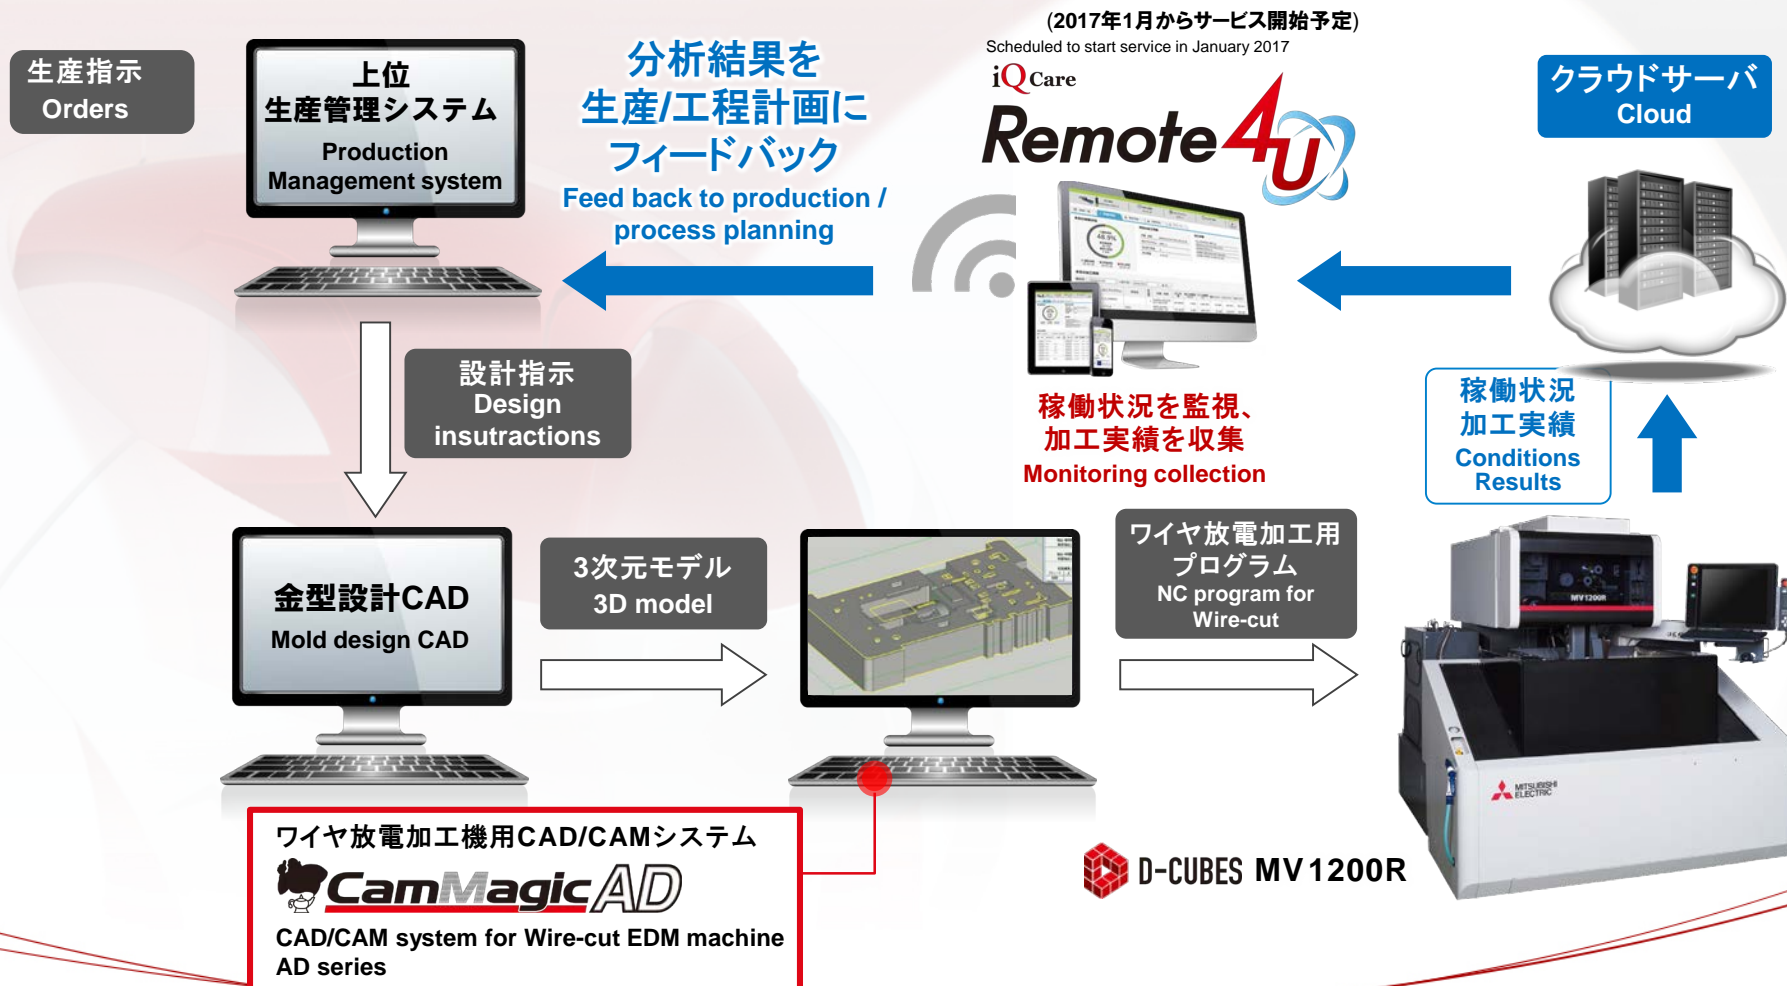 生産指示
Orders
上位
生産管理システム
Production
Management system
分析結果を
生産/工程計画に
フィードバック
Feed back to production /
process planning
(2017年1月からサービス開始予定)
Scheduled to start service in January 2017
iQ Care
Remote 4U
クラウドサーバ
Cloud
設計指示
Design
insutractions
稼働状況を監視、
加工実績を収集
Monitoring collection
稼働状況
加工実績
Conditions
Results
金型設計CAD
Mold design CAD
3次元モデル
3D model
ワイヤ放電加工用
プログラム
NC program for
Wire-cut
MV1200R
MITSUBISHI
ELECTRIC
D-CUBES MV1200R
ワイヤ放電加工機用CAD/CAMシステム
CamMagic AD
CAD/CAM system for Wire-cut EDM machine
AD series